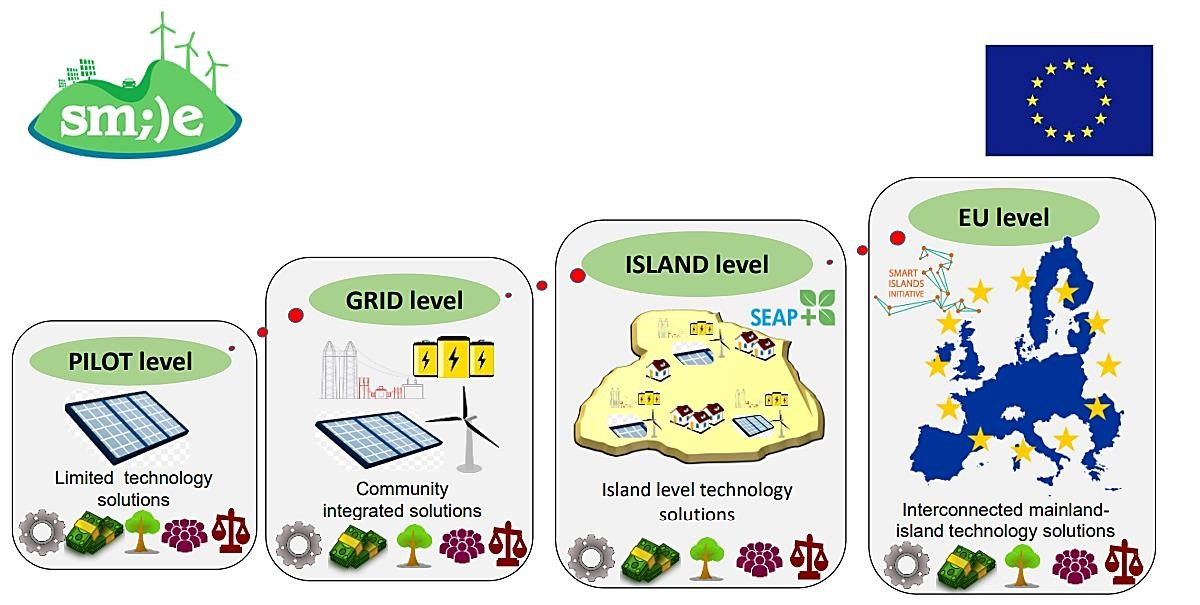 sm;)e
PILOT level
Limited technology
solutions
GRID level
Community
integrated solutions
ISLAND level
SEAP+
Island level technology
solutions
EU level
SMART
ISLANDS
INITIATIVE
Interconnected mainland-
island technology solutions